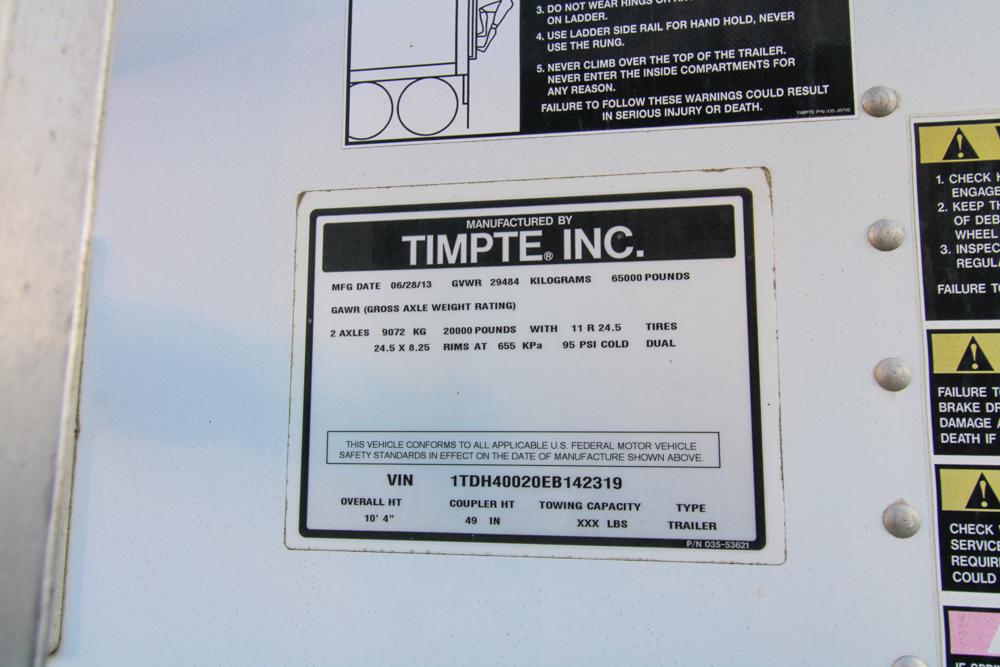 3. DO NOT WEAR RINGS OR
ON LADDER.
4. USE LADDER SIDE RAIL FOR HAND HOLD, NEVER
USE THE RUNG.
5. NEVER CLIMB OVER THE TOP OF THE TRAILER.
NEVER ENTER THE INSIDE COMPARTMENTS FOR
ANY REASON.
FAILURE TO FOLLOW THESE WARNINGS COULD RESULT
IN SERIOUS INJURY OR DEATH.
MANUFACTURED BY
TIMPTE® INC.
MFG DATE 06/28/13 GVWR 29484 KILOGRAMS 65000 POUNDS
GAWR (GROSS AXLE WEIGHT RATING)
2 AXLES 9072 KG 20000 POUNDS WITH 11 R 24.5 TIRES
24.5 X 8.25 RIMS AT 655 KPa 95 PSI COLD DUAL
THIS VEHICLE CONFORMS TO ALL APPLICABLE U.S. FEDERAL MOTOR VEHICLE
SAFETY STANDARDS IN EFFECT ON THE DATE OF MANUFACTURE SHOWN ABOVE.
VIN 1TDH40020EB142319
OVERALL HT COUPLER HT TOWING CAPACITY TYPE
10' 4" 49 IN XXX LBS TRAILER
P/N 035-53621
1. CHECK
ENGAGE
2. KEEP
OF DEB
WHEEL
3. INSPEC
REGUL
FAILURE
FAILURE
BRAKE
DAMAGE
DEATH IF
CHECK
SERVICE
REQUIR
COULD